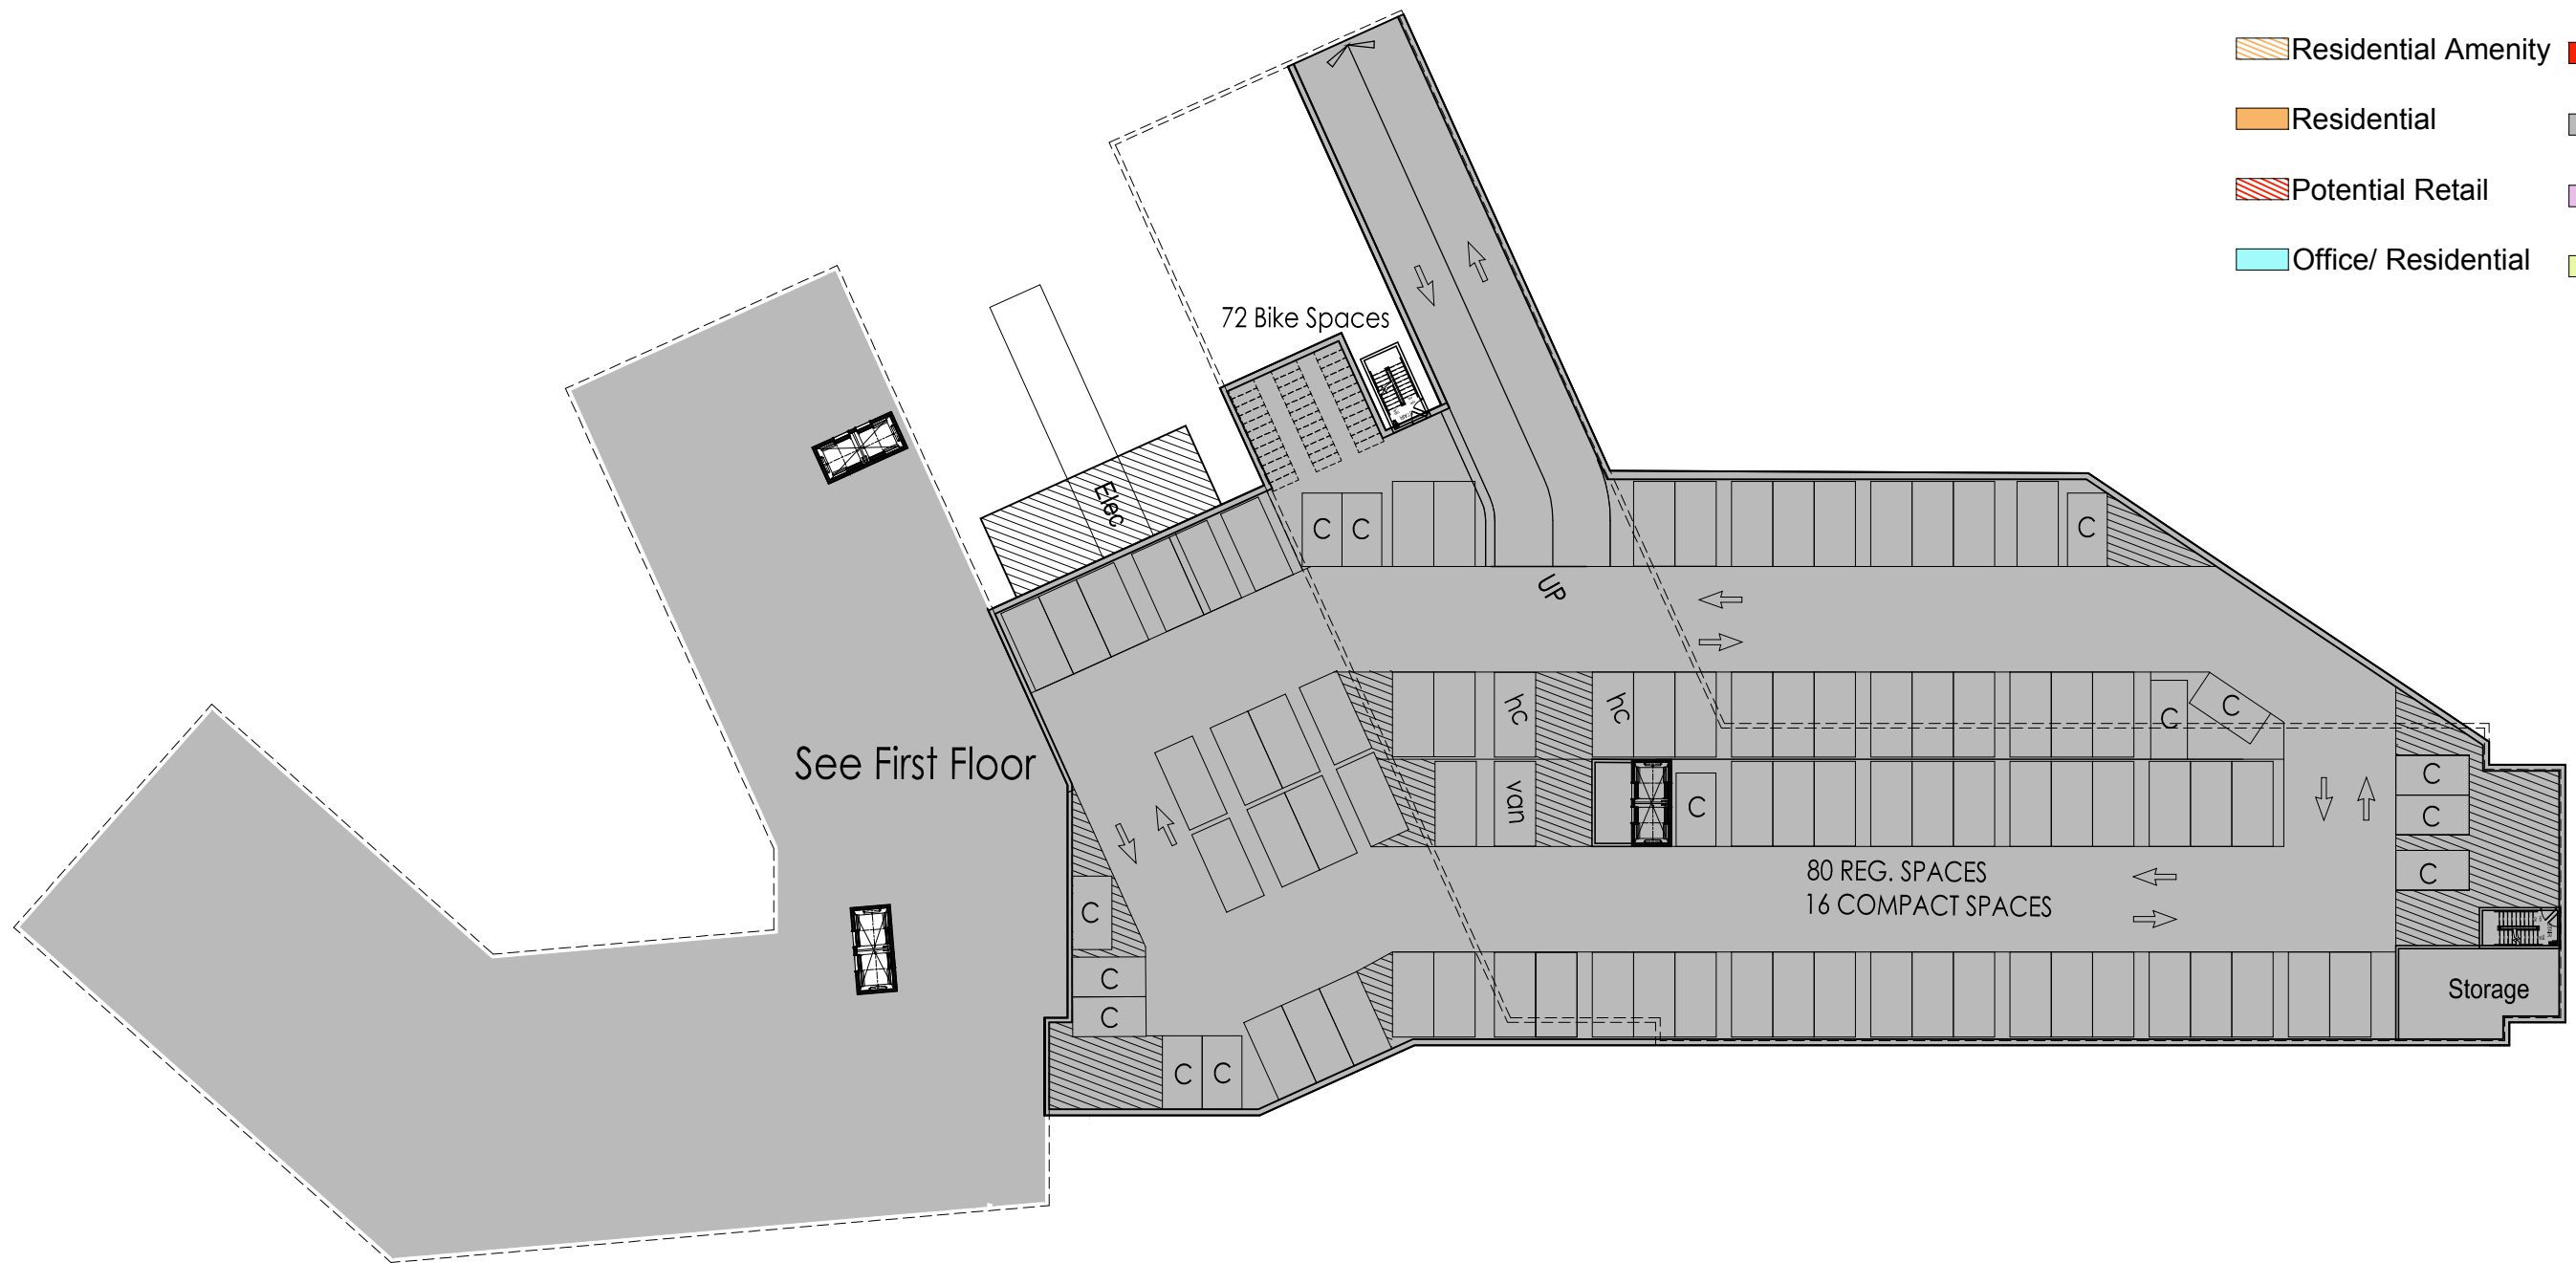 Residential Amenity
Residential
Potential Retail
Office/ Residential
72 Bike Spaces
Elec
C C
C
UP
hc
hc
C
C
See First Floor
van
C
C
C
C
80 REG. SPACES
16 COMPACT SPACES
C
C
C
Storage
C C